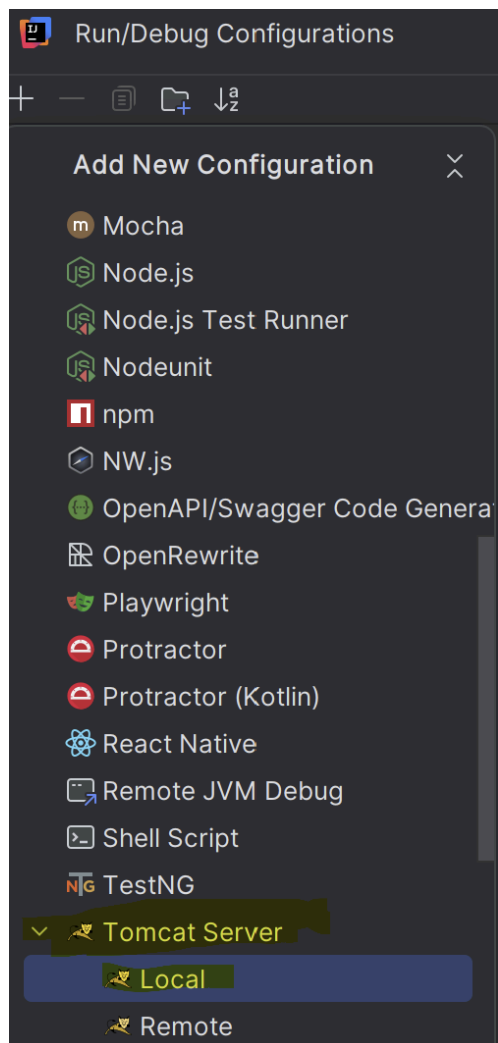 Run/Debug Configurations
Add New Configuration
Mocha
Node.js
Node.js Test Runner
Nodeunit
npm
NW.js
OpenAPI/Swagger Code Genera
OpenRewrite
Playwright
Protractor
Protractor (Kotlin)
React Native
Remote JVM Debug
Shell Script
TestNG
Tomcat Server
Local
Remote